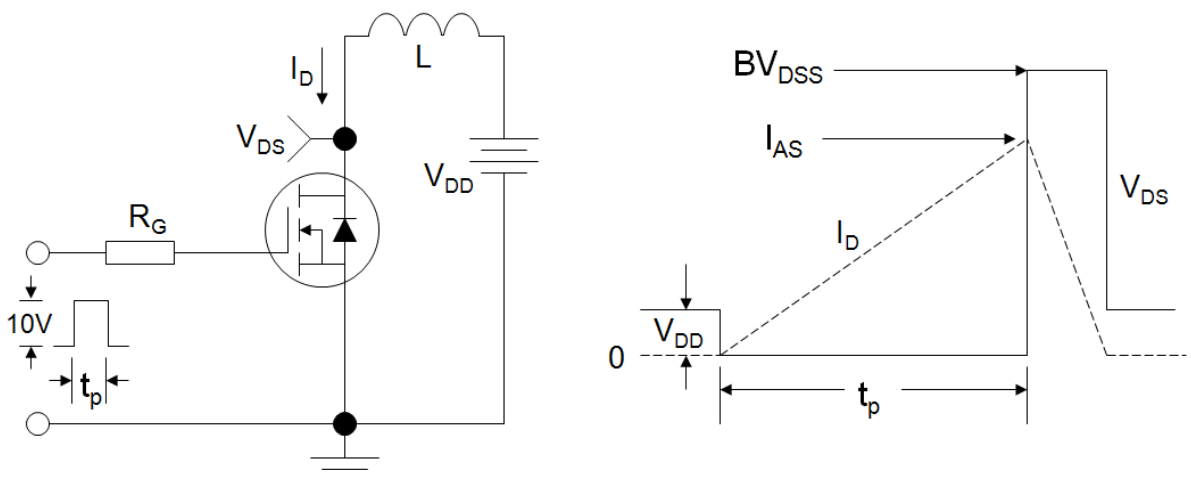 I_D
L
V_DS
V_DD
R_G
10V
t_p
BV_DSS
I_AS
V_DS
I_D
V_DD
0
t_p